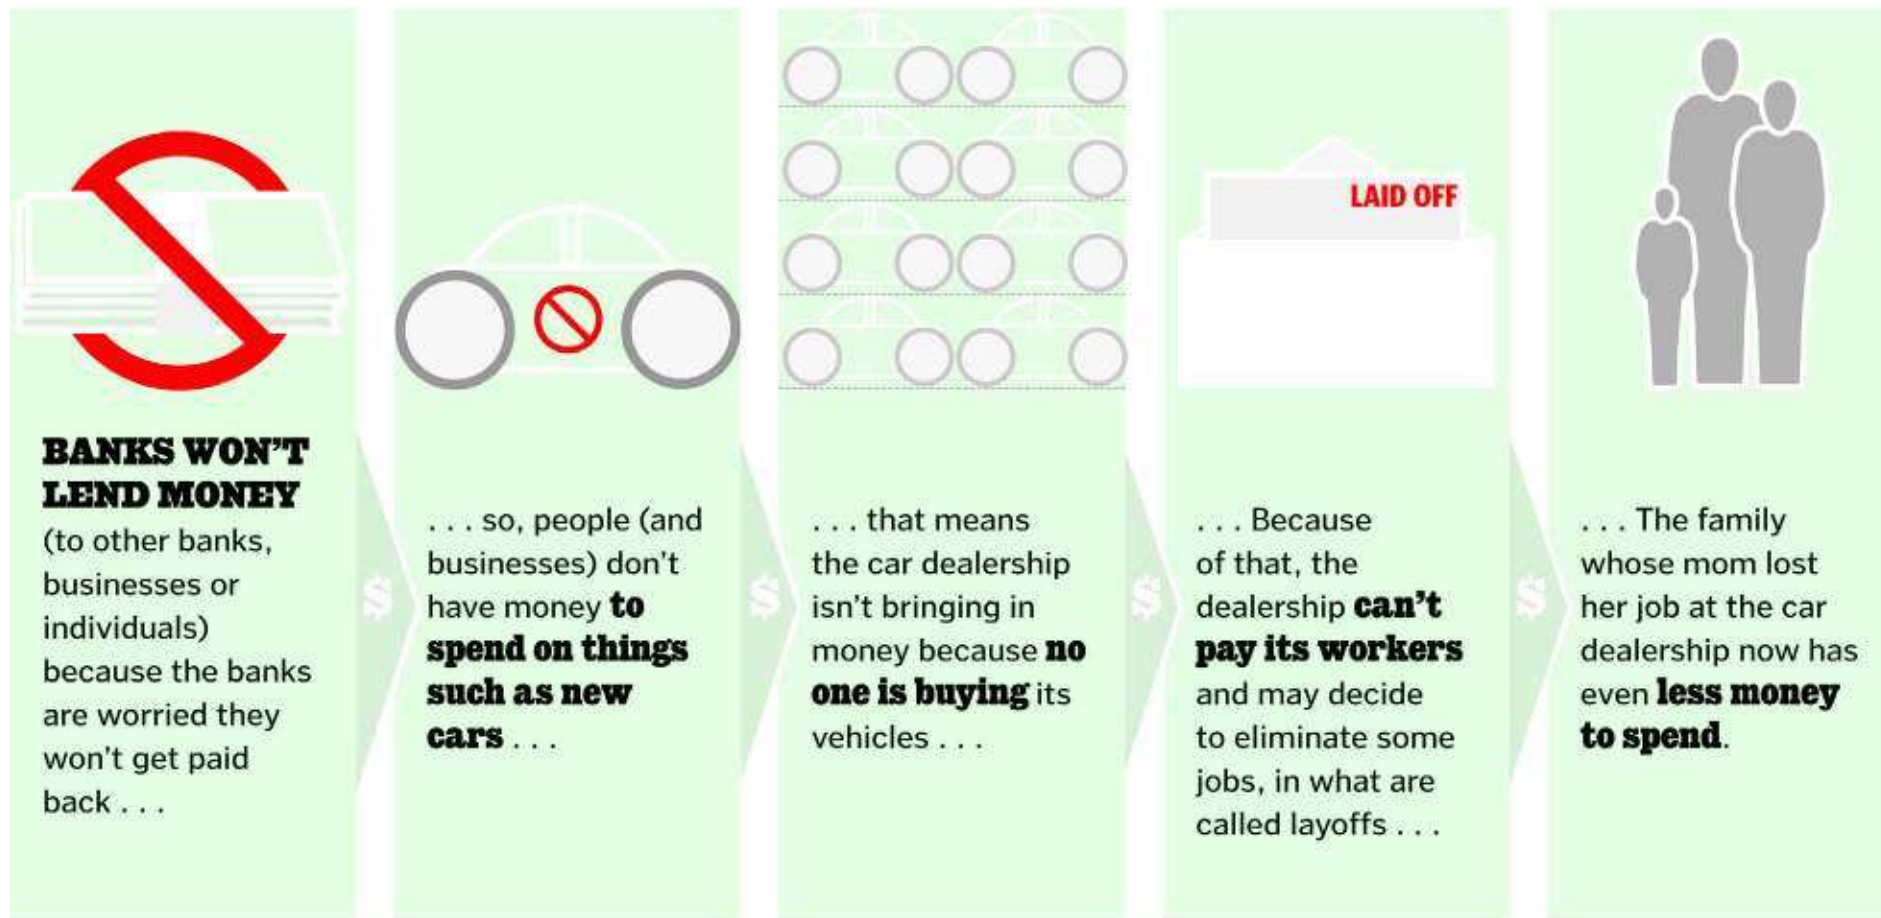 BANKS WON'T
LEND MONEY
(to other banks,
businesses or
individuals)
because the banks
are worried they
won't get paid
back . . .
$
. . . so, people (and
businesses) don't
have money to
spend on things
such as new
cars . . .
$
. . . that means
the car dealership
isn't bringing in
money because no
one is buying its
vehicles . . .
$
LAID OFF
. . . Because
of that, the
dealership can't
pay its workers
and may decide
to eliminate some
jobs, in what are
called layoffs . . .
$
. . . The family
whose mom lost
her job at the car
dealership now has
even less money
to spend.